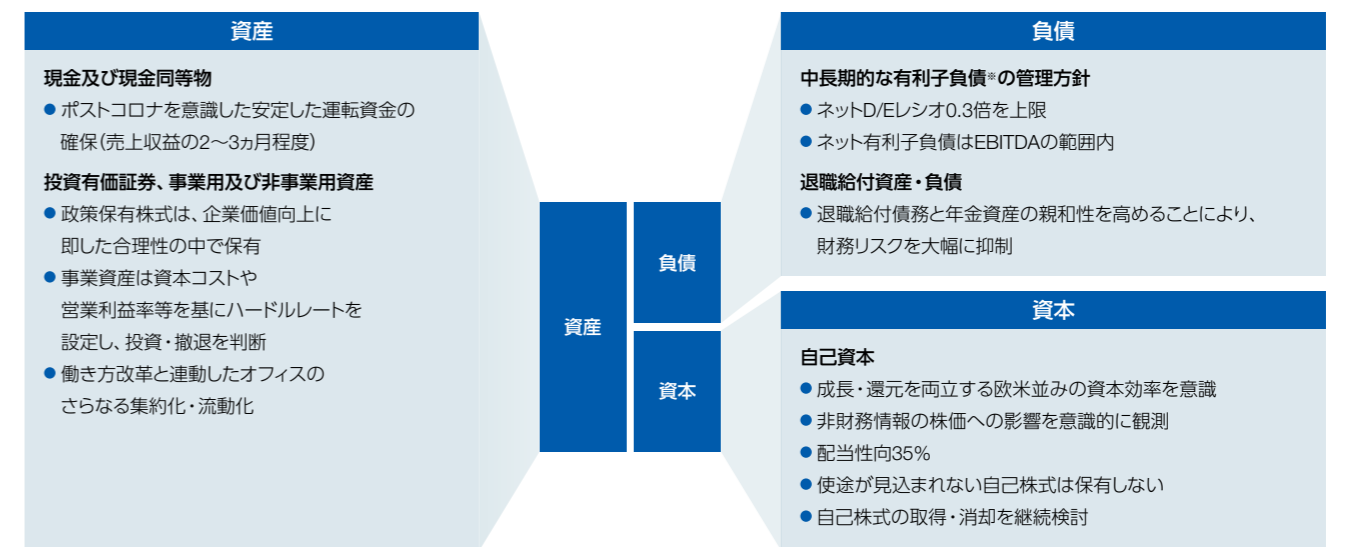 資産
現金及び現金同等物
● ポストコロナを意識した安定した運転資金の
確保(売上収益の2〜3ヵ月程度)
投資有価証券、事業用及び非事業用資産
● 政策保有株式は、企業価値向上に
即した合理性の中で保有
● 事業資産は資本コストや
営業利益率等を基にハードルレートを
設定し、投資・撤退を判断
● 働き方改革と連動したオフィスの
さらなる集約化・流動化
資産
負債
資本
負債
中長期的な有利子負債※の管理方針
● ネットD/Eレシオ0.3倍を上限
● ネット有利子負債はEBITDAの範囲内
退職給付資産・負債
● 退職給付債務と年金資産の親和性を高めることにより、
財務リスクを大幅に抑制
資本
自己資本
● 成長・還元を両立する欧米並みの資本効率を意識
● 非財務情報の株価への影響を意識的に観測
● 配当性向35%
● 使途が見込まれない自己株式は保有しない
● 自己株式の取得・消却を継続検討